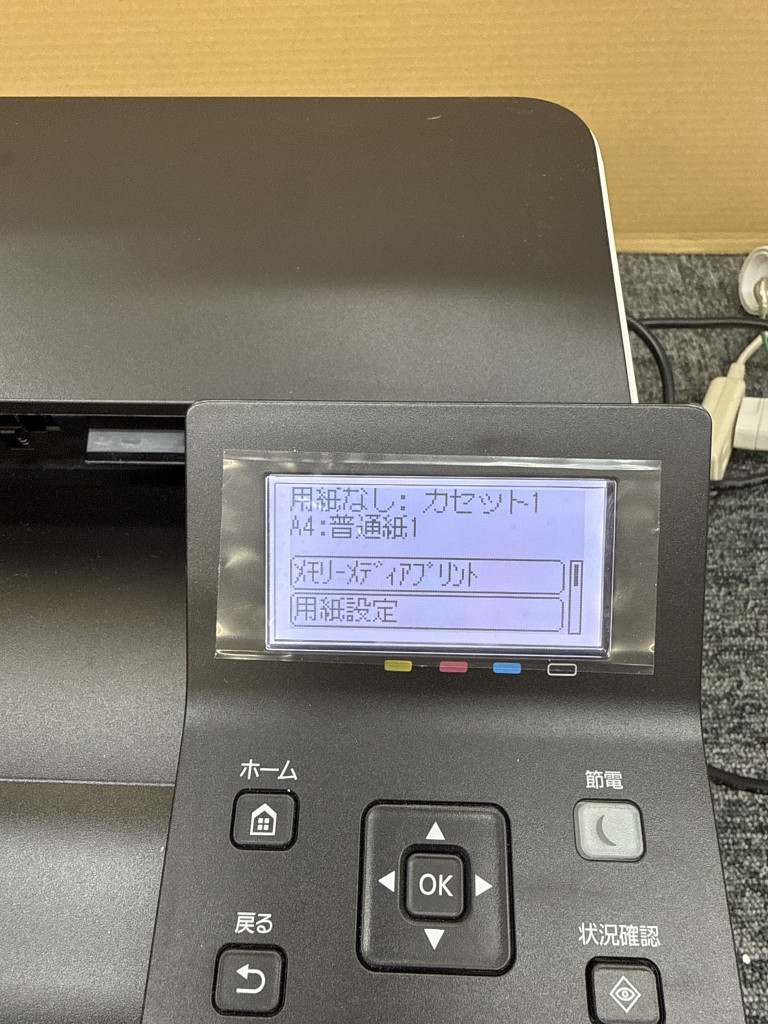 用紙なし: カセット1
A4:普通紙1
メモリーメディアプリント
用紙設定
ホーム
節電
OK
戻る
状況確認